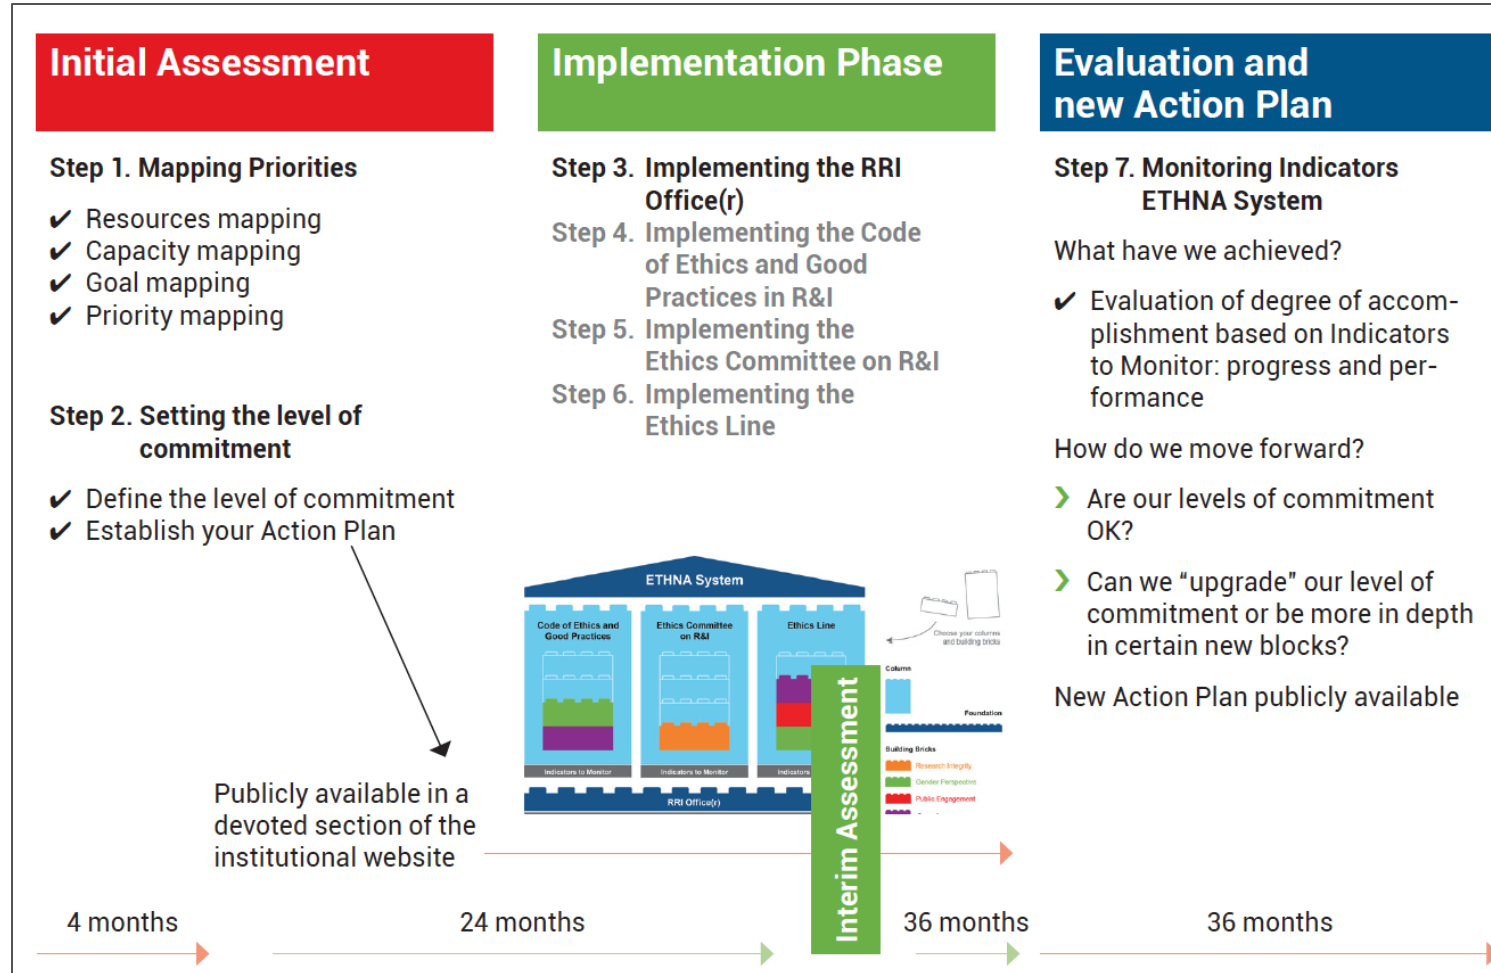 Initial Assessment
Step 1. Mapping Priorities
✔ Resources mapping
✔ Capacity mapping
✔ Goal mapping
✔ Priority mapping
Step 2. Setting the level of
commitment
✔ Define the level of commitment
✔ Establish your Action Plan
Publicly available in a
devoted section of the
institutional website
Implementation Phase
Step 3. Implementing the RRI
Office(r)
Step 4. Implementing the Code
of Ethics and Good
Practices in R&I
Step 5. Implementing the
Ethics Committee on R&I
Step 6. Implementing the
Ethics Line
ETHNA System
Code of Ethics and
Good Practices
Indicators to Monitor
Ethics Committee
on R&I
Indicators to Monitor
Ethics Line
Indicators
RRI Office(r)
Choose your columns
and building bricks
Column
Foundation
Building Bricks
Research Integrity
Gender Perspective
Public Engagement
Interim Assessment
Evaluation and
new Action Plan
Step 7. Monitoring Indicators
ETHNA System
What have we achieved?
✔ Evaluation of degree of accom-
plishment based on Indicators
to Monitor: progress and per-
formance
How do we move forward?
› Are our levels of commitment
OK?
› Can we “upgrade” our level of
commitment or be more in depth
in certain new blocks?
New Action Plan publicly available
4 months
24 months
36 months
36 months